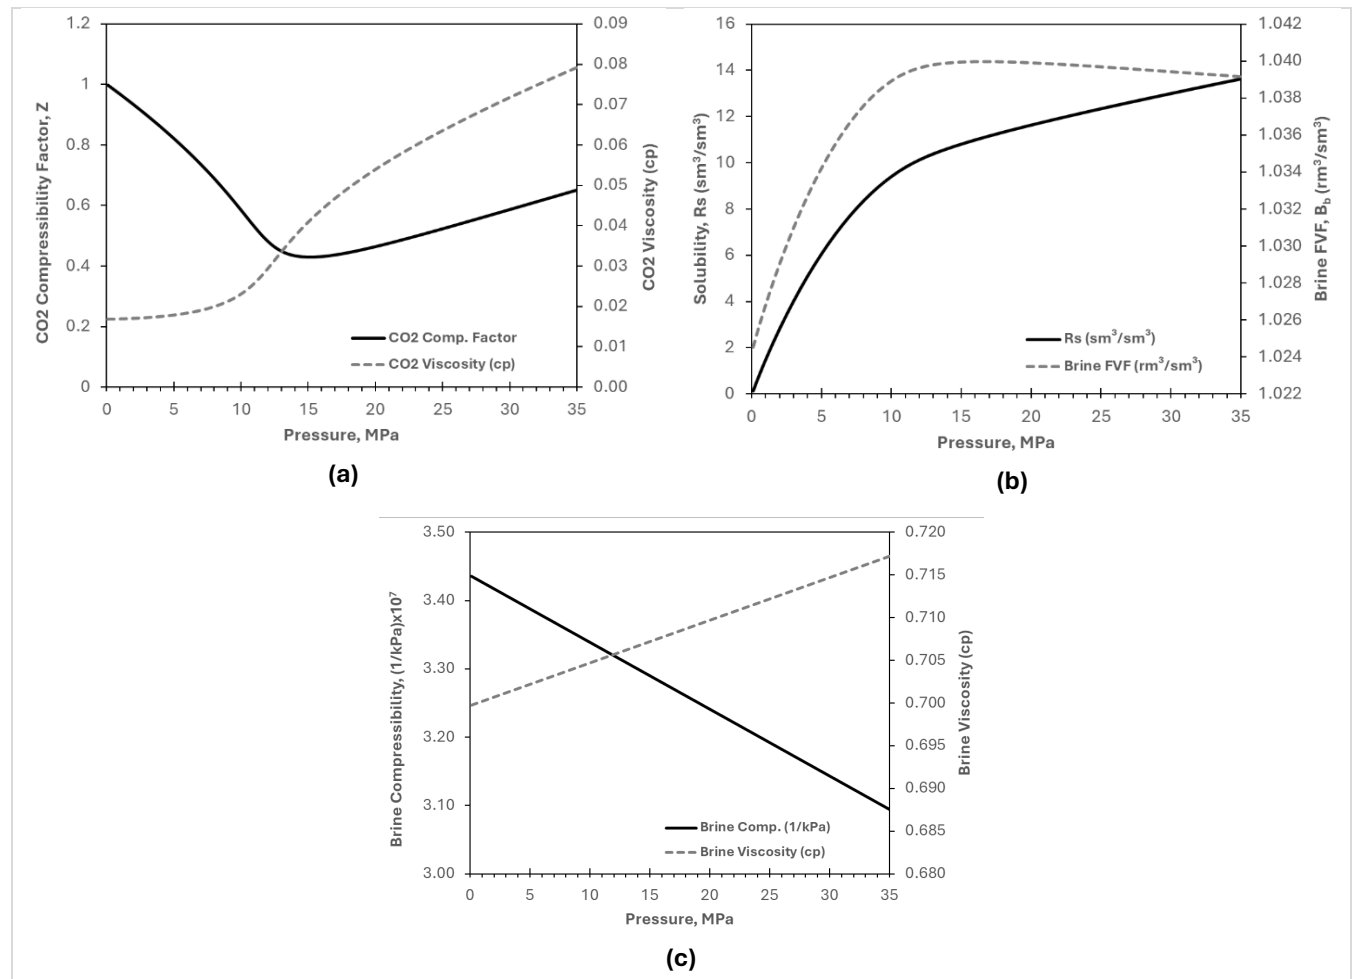 1.2
1
0.8
0.6
0.4
0.2
0
CO2 Compressibility Factor, Z
0.09
0.08
0.07
0.06
0.05
0.04
0.03
0.02
0.01
0.00
CO2 Viscosity (cp)
CO2 Comp. Factor
CO2 Viscosity (cp)
0 5 10 15 20 25 30 35
Pressure, MPa
(a)
16
14
12
10
8
6
4
2
0
Solubility, Rs (sm³/sm³)
1.042
1.040
1.038
1.036
1.034
1.032
1.030
1.028
1.026
1.024
1.022
Brine FVF, Bb (rm³/sm³)
Rs (sm³/sm³)
Brine FVF (rm³/sm³)
0 5 10 15 20 25 30 35
Pressure, MPa
(b)
3.50
3.40
3.30
3.20
3.10
3.00
Brine Compressibility, (1/kPa)x10⁷
0.720
0.715
0.710
0.705
0.700
0.695
0.690
0.685
0.680
Brine Viscosity (cp)
Brine Comp. (1/kPa)
Brine Viscosity (cp)
0 5 10 15 20 25 30 35
Pressure, MPa
(c)